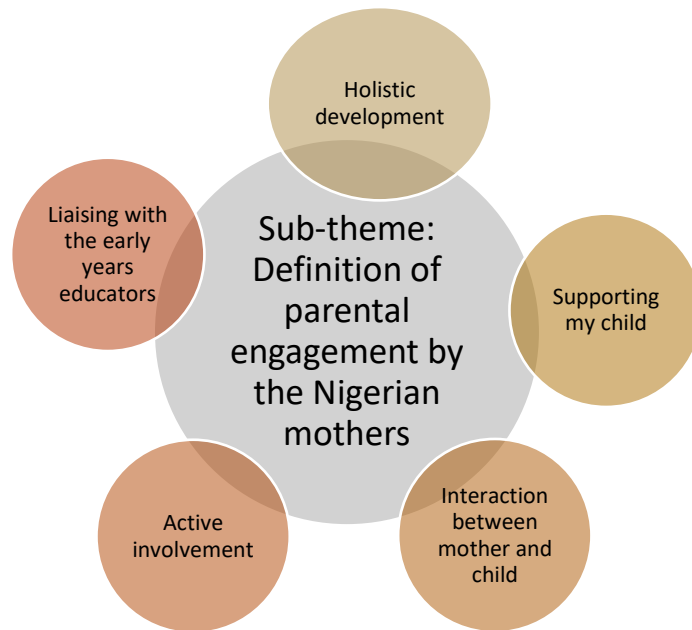 Holistic
development
Sub-theme:
Definition of
parental
engagement by
the Nigerian
mothers
Supporting
my child
Interaction
between
mother and
child
Active
involvement
Liaising with
the early
years
educators